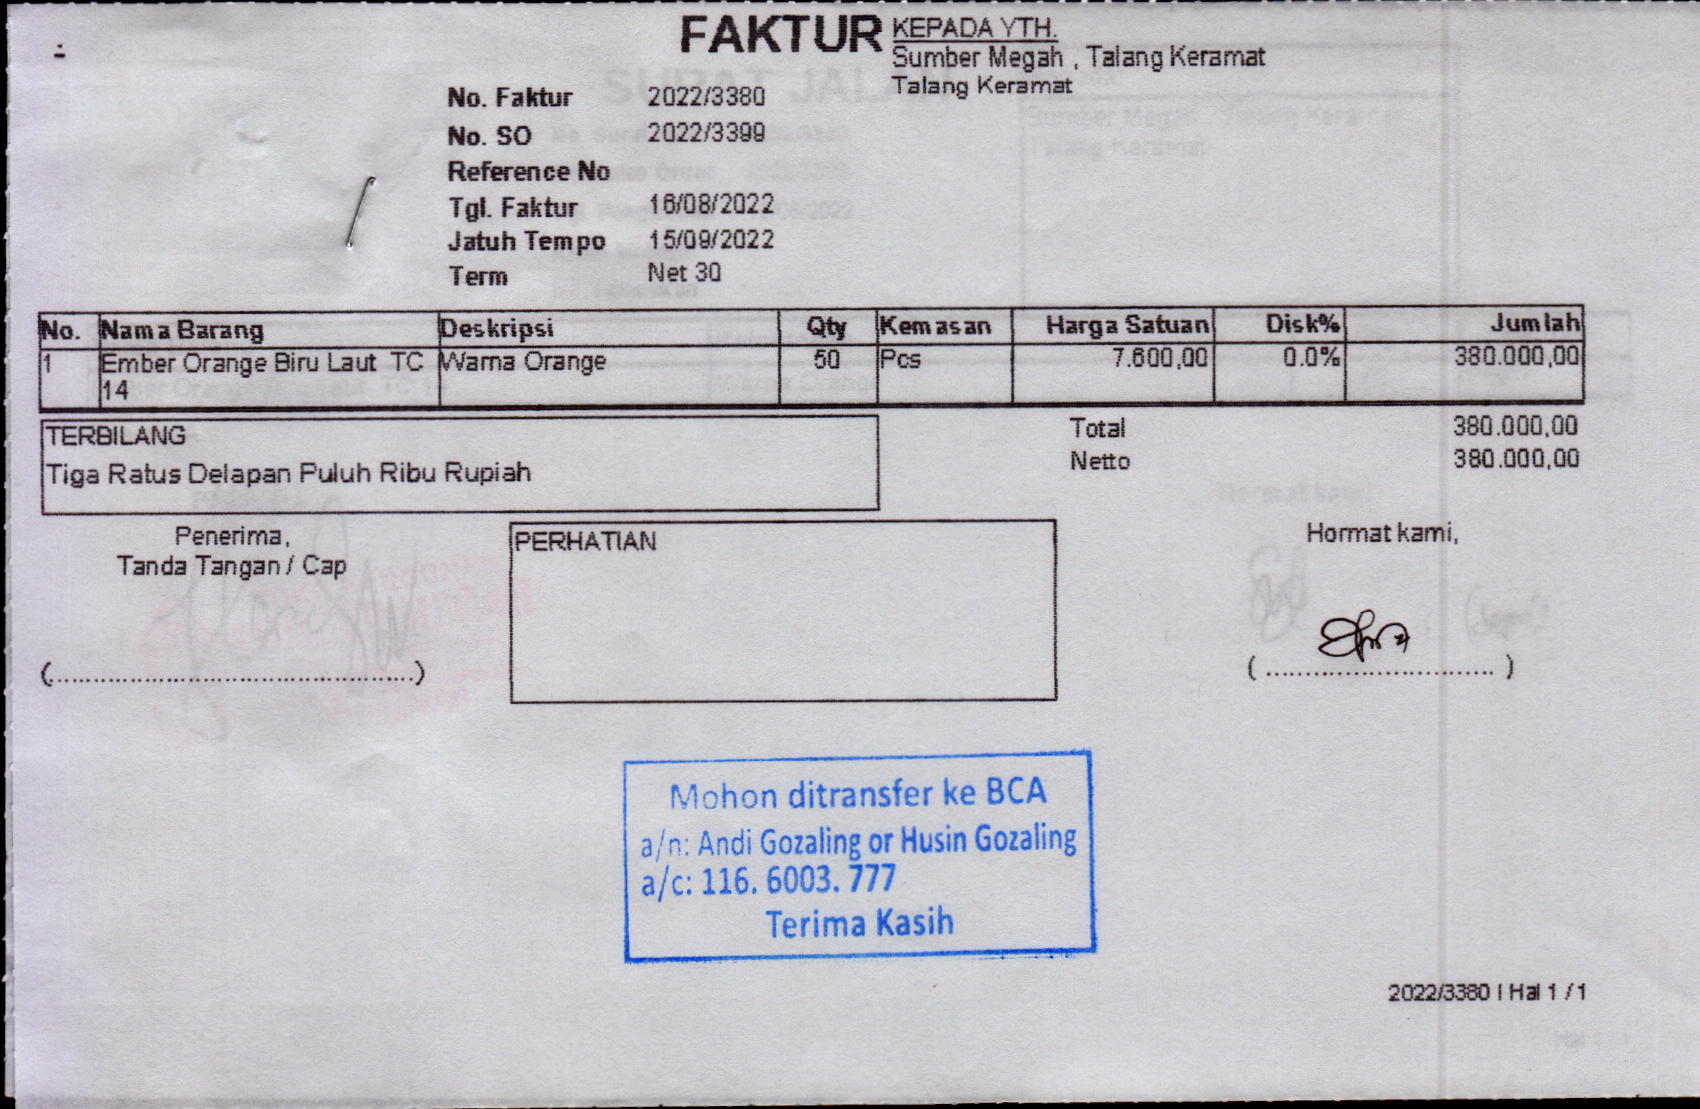 FAKTUR
KEPADA YTH.
Sumber Megah , Talang Keramat
Talang Keramat
No. Faktur 2022/3380
No. SO 2022/3399
Reference No
Tgl. Faktur 16/08/2022
Jatuh Tempo 15/09/2022
Term Net 30
No. Nama Barang Deskripsi Qty Kemasan Harga Satuan Disk% Jumlah
1 Ember Orange Biru Laut TC Warna Orange 50 Pcs 7.600,00 0.0% 380.000,00
14
TERBILANG
Tiga Ratus Delapan Puluh Ribu Rupiah
Total 380.000,00
Netto 380.000,00
Penerima,
Tanda Tangan / Cap
(..................................................)
PERHATIAN
Hormat kami,
( ............................... )
Mohon ditransfer ke BCA
a/n: Andi Gozaling or Husin Gozaling
a/c: 116. 6003. 777
Terima Kasih
2022/3380 | Hal 1 / 1